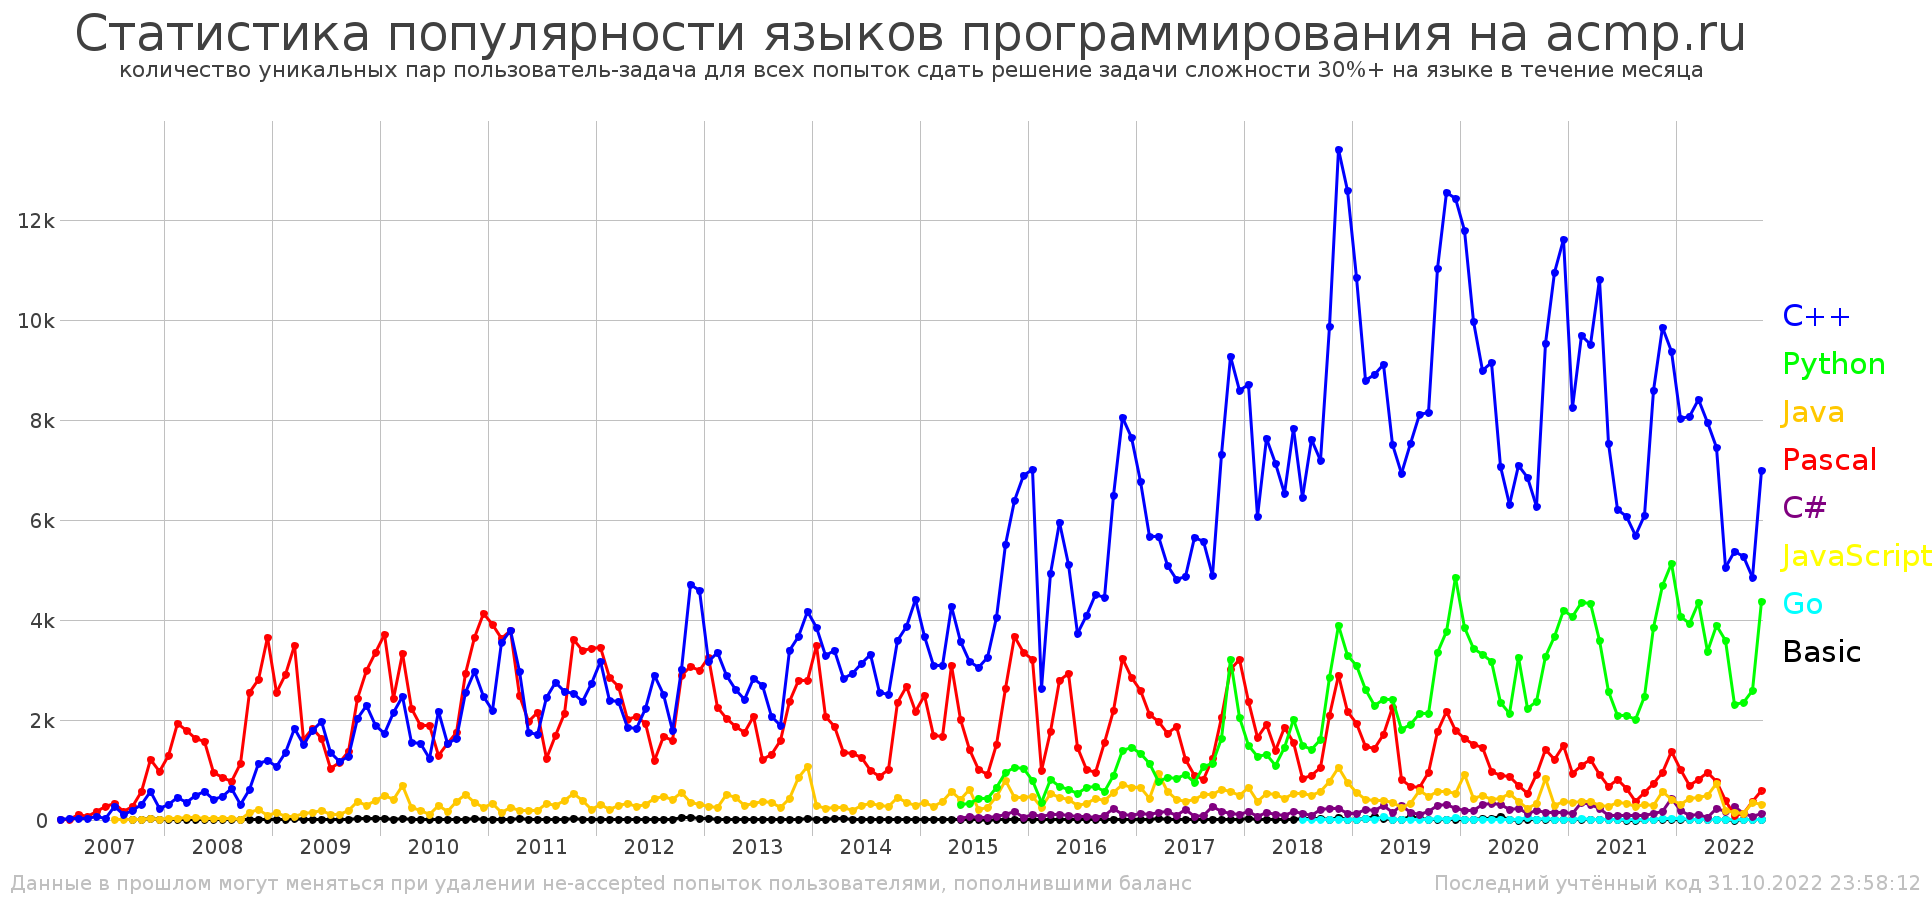 Статистика популярности языков программирования на acmp.ru
количество уникальных пар пользователь-задача для всех попыток сдать решение задачи сложности 30%+ на языке в течение месяца
12k
10k
8k
6k
4k
2k
0
C++
Python
Java
Pascal
C#
JavaScript
Go
Basic
2007 2008 2009 2010 2011 2012 2013 2014 2015 2016 2017 2018 2019 2020 2021 2022
Данные в прошлом могут меняться при удалении не-accepted попыток пользователями, пополнившими баланс
Последний учтённый код 31.10.2022 23:58:12